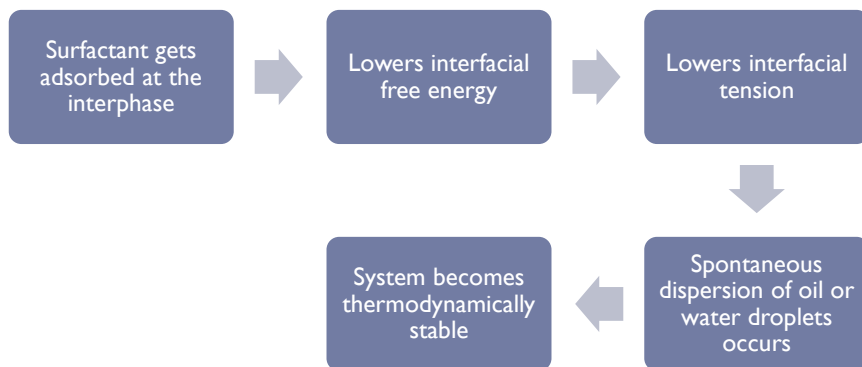 Surfactant gets
adsorbed at the
interphase
Lowers interfacial
free energy
Lowers interfacial
tension
Spontaneous
dispersion of oil or
water droplets
occurs
System becomes
thermodynamically
stable